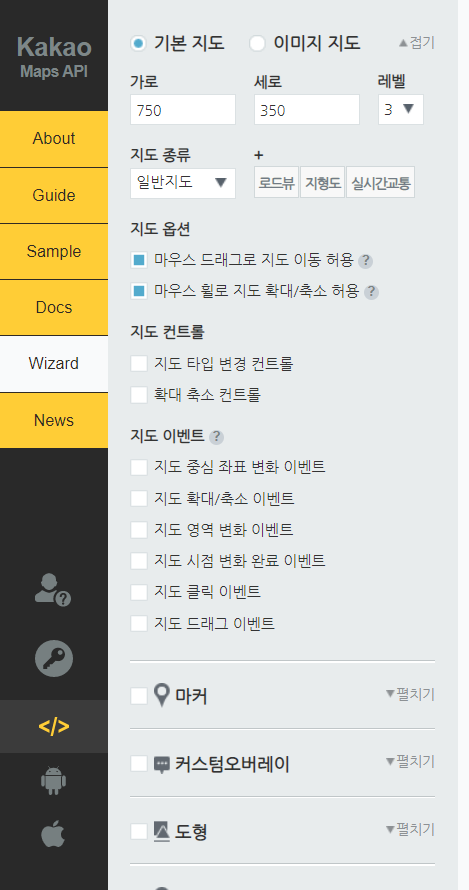 Kakao
Maps API
About
Guide
Sample
Docs
Wizard
News
?
</>
기본 지도 이미지 지도 ▲접기
가로 세로 레벨
750 350 3 ▼
지도 종류 +
일반지도 ▼ 로드뷰 지형도 실시간교통
지도 옵션
마우스 드래그로 지도 이동 허용 ?
마우스 휠로 지도 확대/축소 허용 ?
지도 컨트롤
지도 타입 변경 컨트롤
확대 축소 컨트롤
지도 이벤트 ?
지도 중심 좌표 변화 이벤트
지도 확대/축소 이벤트
지도 영역 변화 이벤트
지도 시점 변화 완료 이벤트
지도 클릭 이벤트
지도 드래그 이벤트
마커 ▼펼치기
커스텀오버레이 ▼펼치기
도형 ▼펼치기